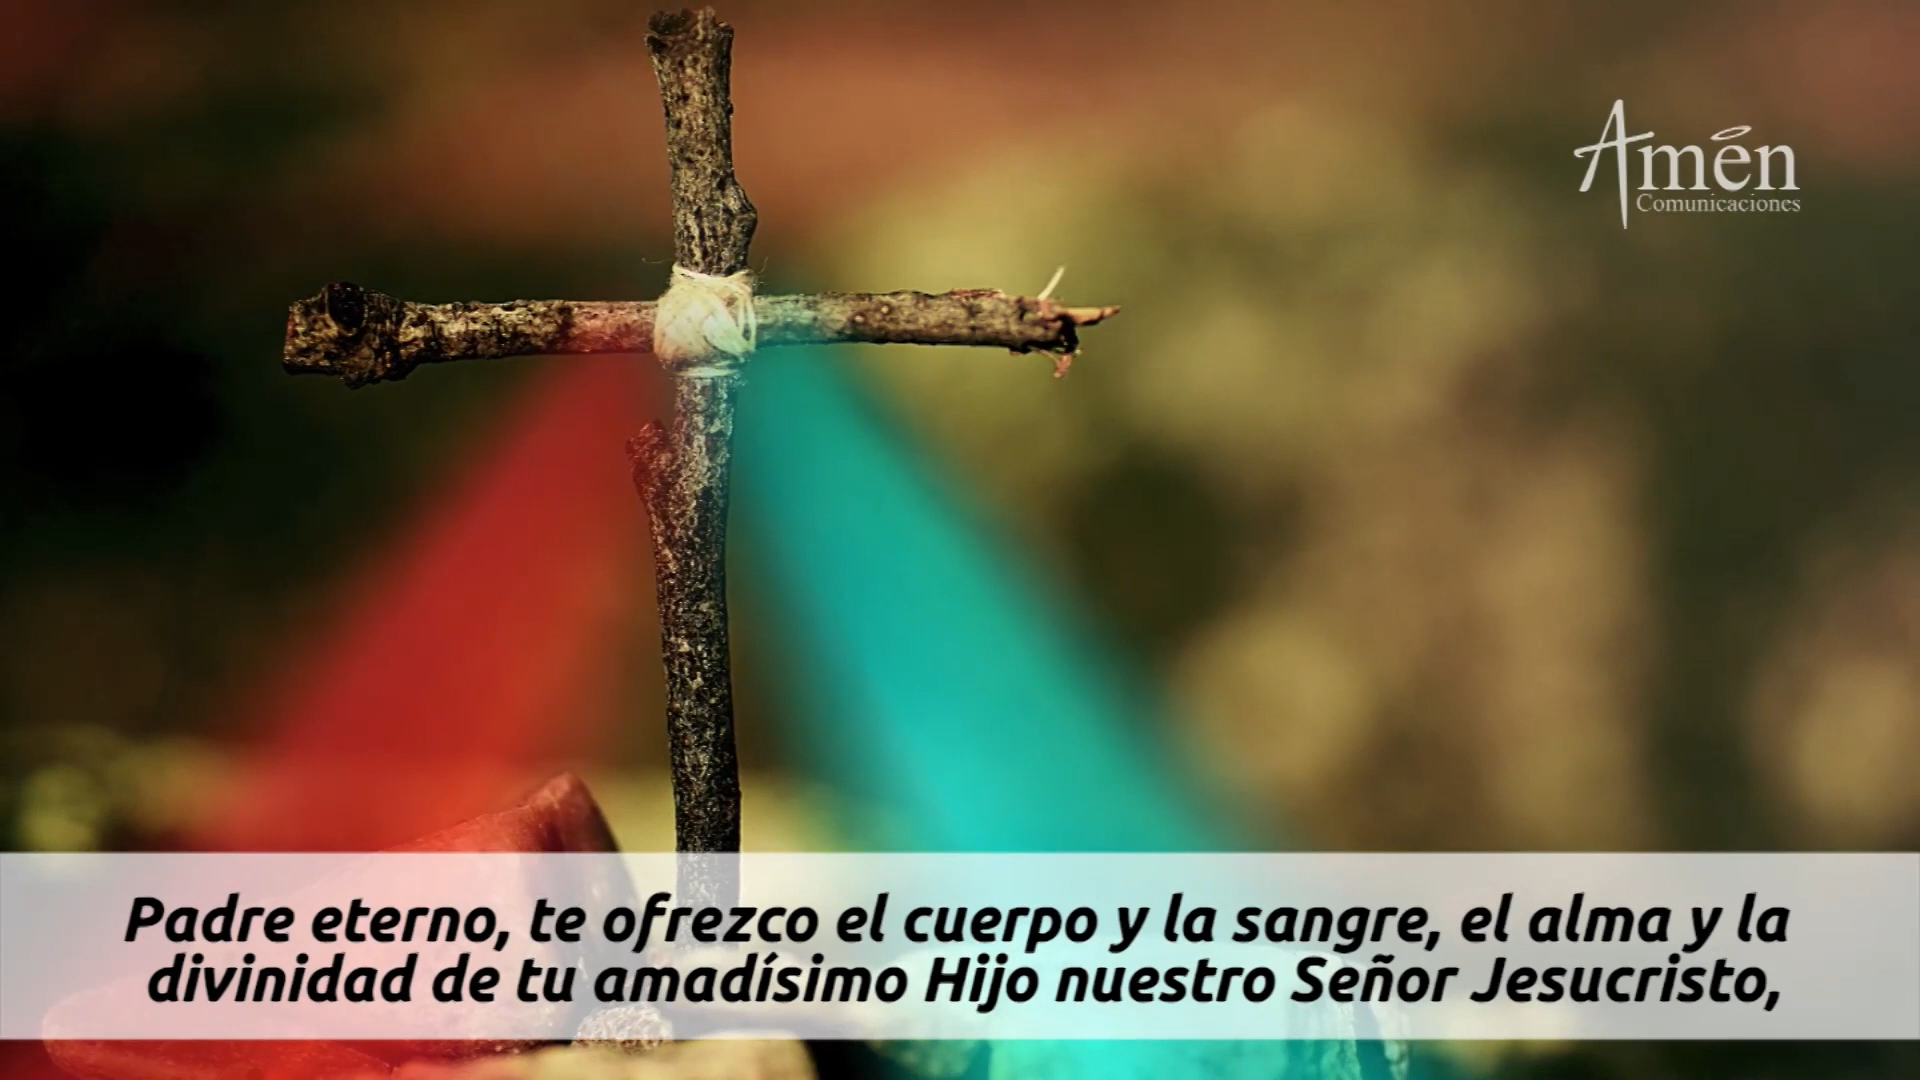 Amén
Comunicaciones
Padre eterno, te ofrezco el cuerpo y la sangre, el alma y la
divinidad de tu amadísimo Hijo nuestro Señor Jesucristo,